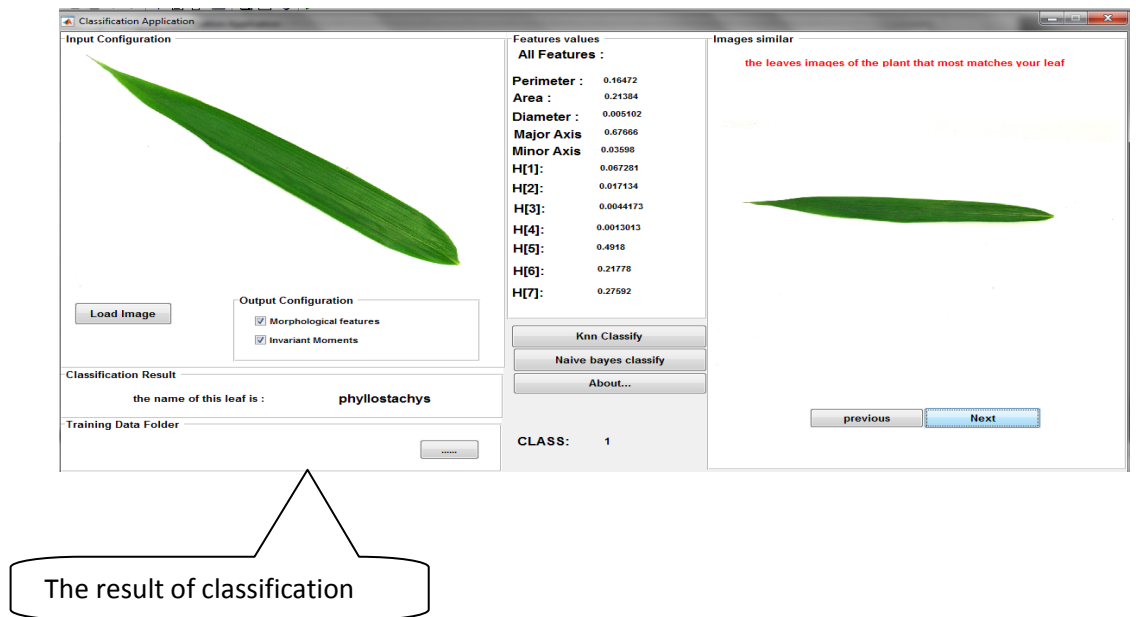 Classification Application
Input Configuration
Load Image
Output Configuration
Morphological features
Invariant Moments
Classification Result
the name of this leaf is : phyllostachys
Training Data Folder
......
Features values
All Features :
Perimeter : 0.16472
Area : 0.21384
Diameter : 0.005102
Major Axis 0.67666
Minor Axis 0.03598
H[1]: 0.067281
H[2]: 0.017134
H[3]: 0.0044173
H[4]: 0.0013013
H[5]: 0.4918
H[6]: 0.21778
H[7]: 0.27592
Knn Classify
Naive bayes classify
About...
CLASS: 1
Images similar
the leaves images of the plant that most matches your leaf
previous Next
The result of classification